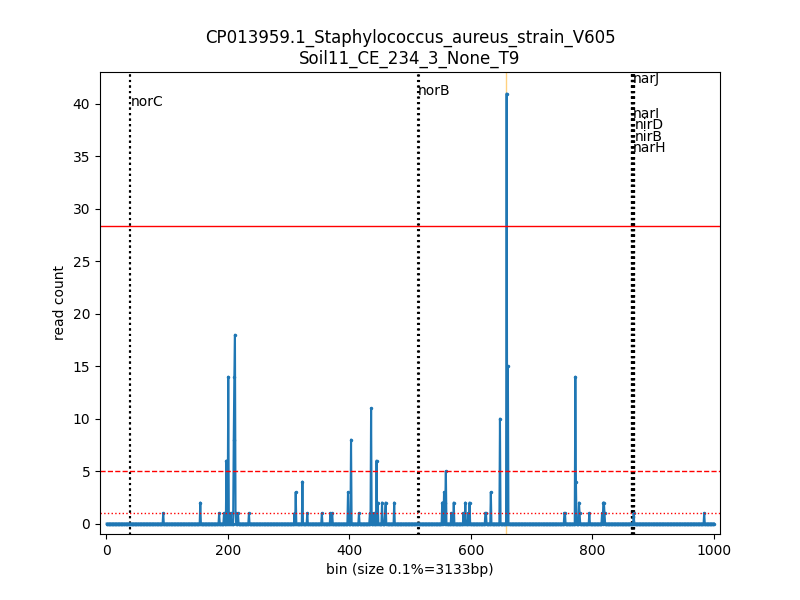 CP013959.1_Staphylococcus_aureus_strain_V605
Soil11_CE_234_3_None_T9
narJ
norB
norC
narI
nirD
nirB
narH
40
35
30
25
20
15
10
5
0
read count
0 200 400 600 800 1000
bin (size 0.1%=3133bp)